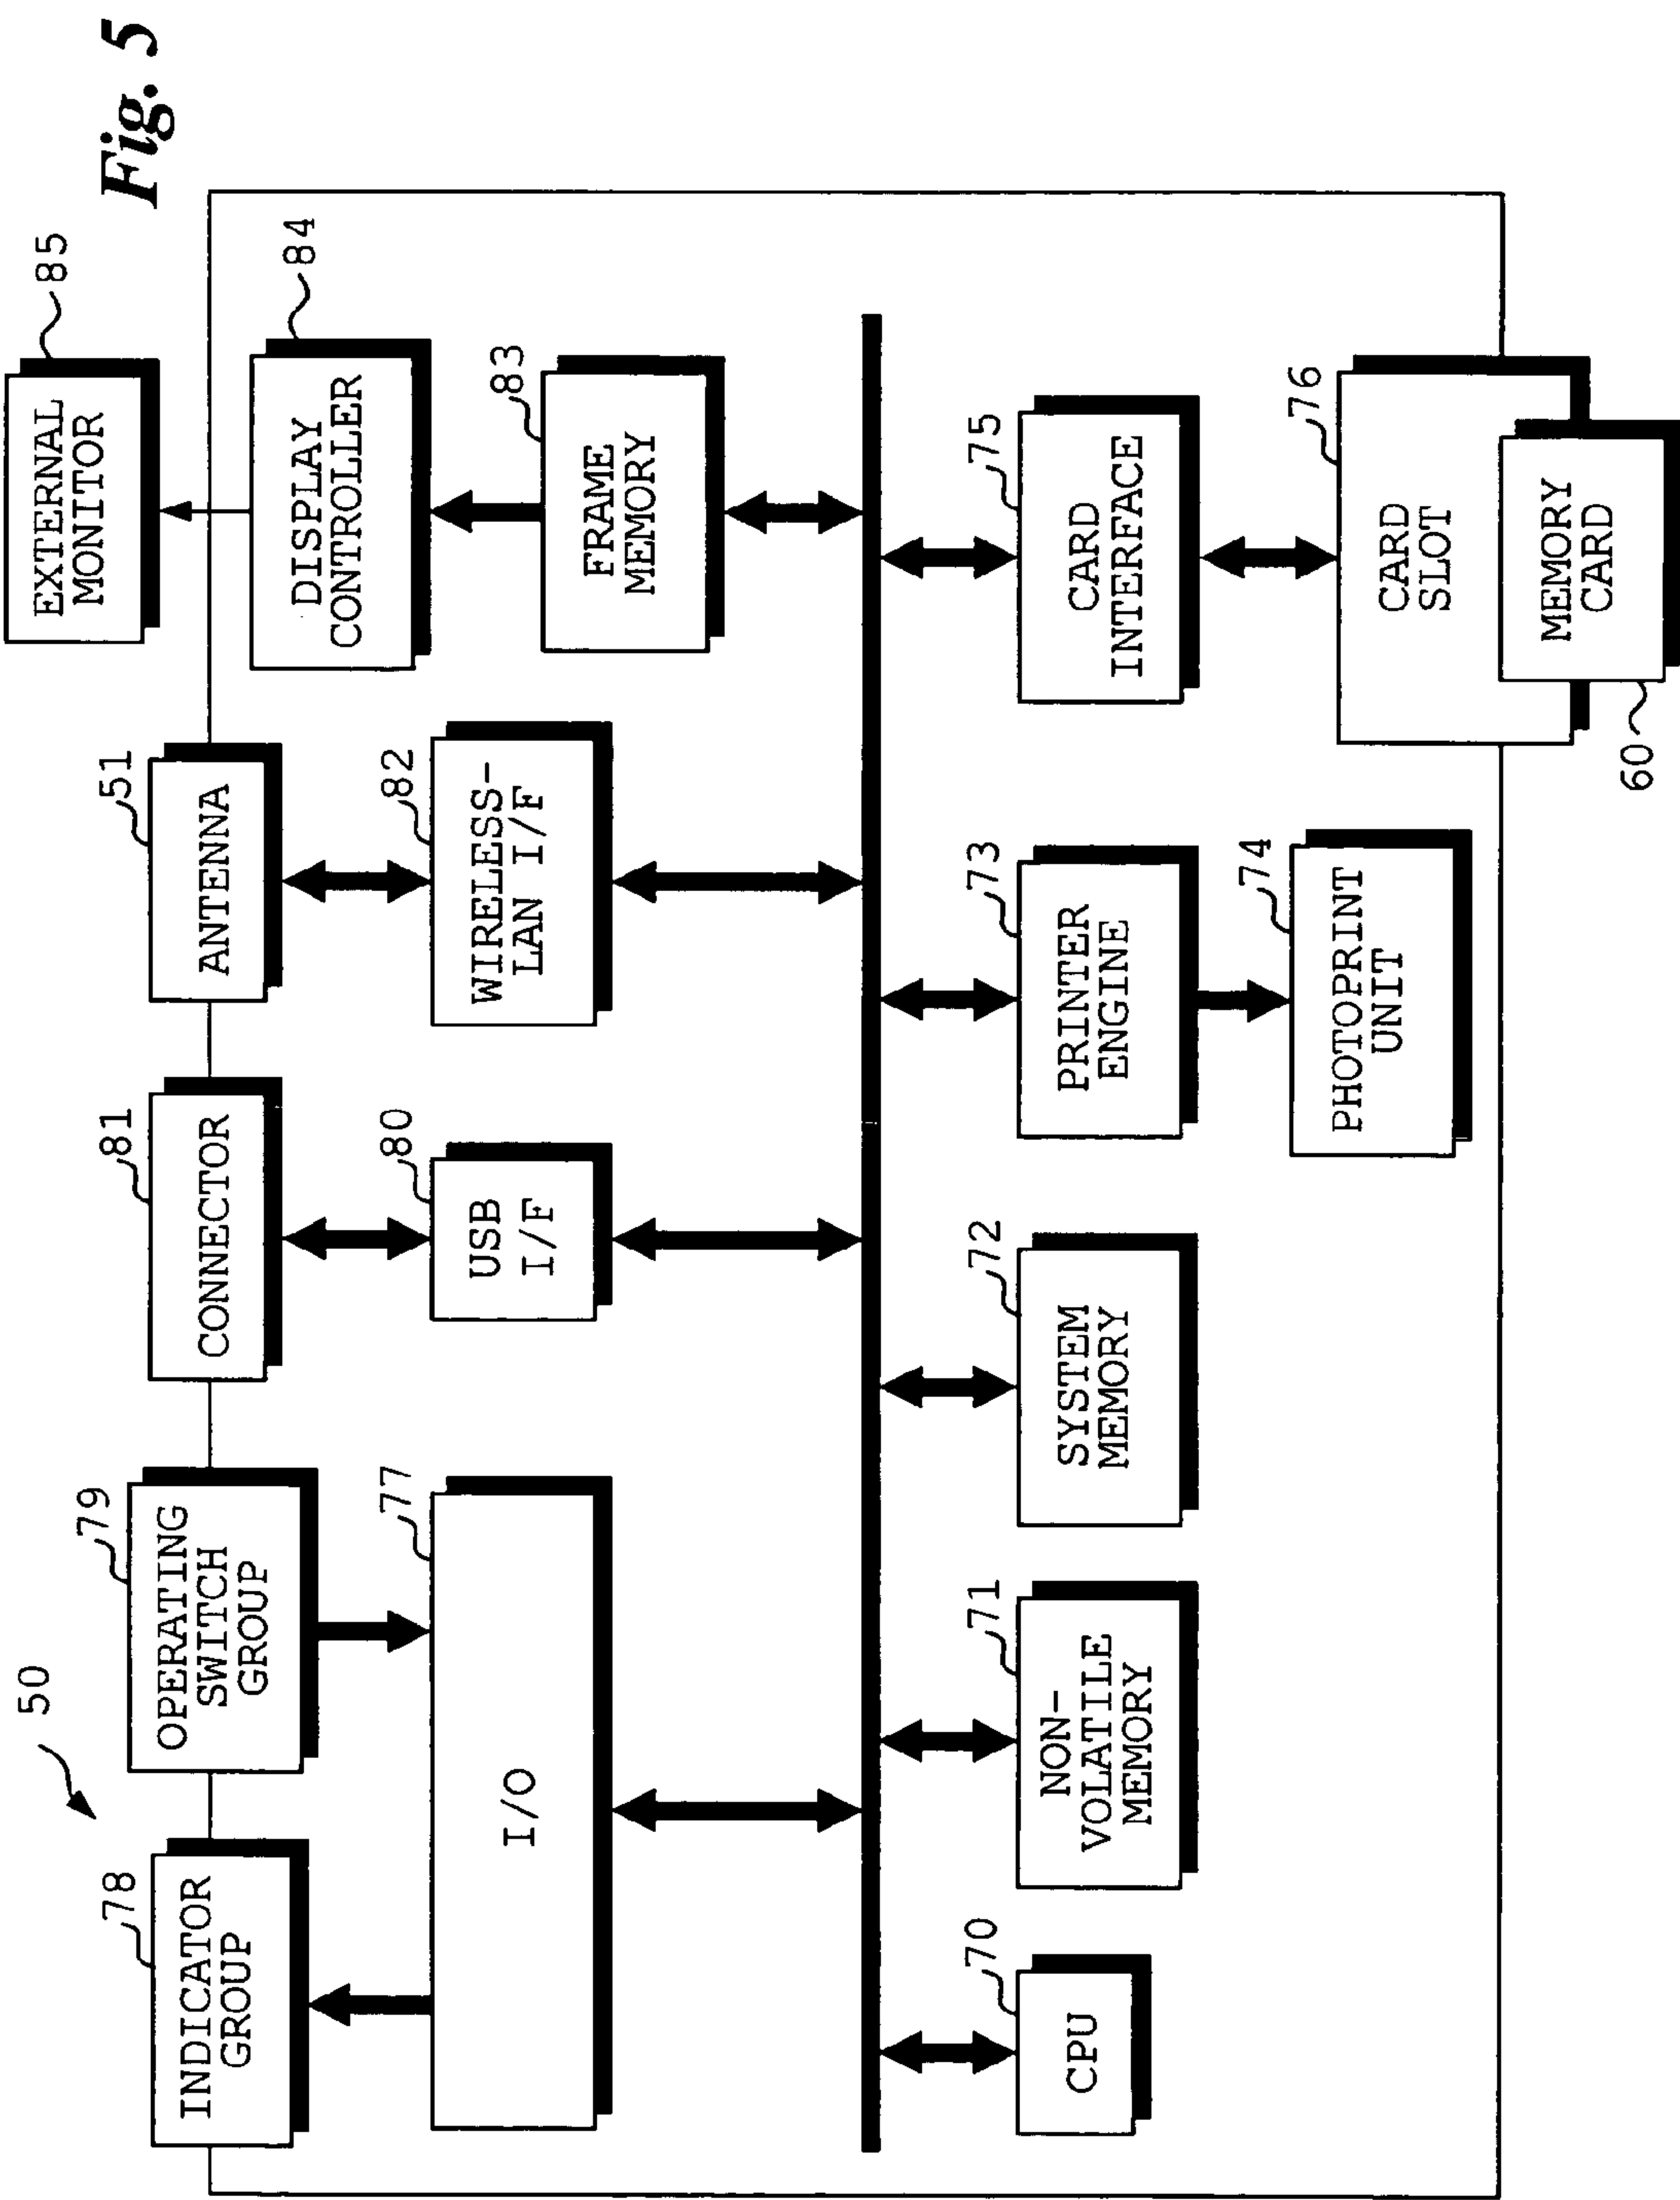 Fig. 5
50
78
INDICATOR
GROUP
79
OPERATING
SWITCH
GROUP
81
CONNECTOR
51
ANTENNA
85
EXTERNAL
MONITOR
84
DISPLAY
CONTROLLER
77
I/O
80
USB
I/F
82
WIRELESS-
LAN I/F
83
FRAME
MEMORY
70
CPU
71
NON-
VOLATILE
MEMORY
72
SYSTEM
MEMORY
73
PRINTER
ENGINE
75
CARD
INTERFACE
74
PHOTOPRINT
UNIT
76
CARD
SLOT
MEMORY
CARD
60